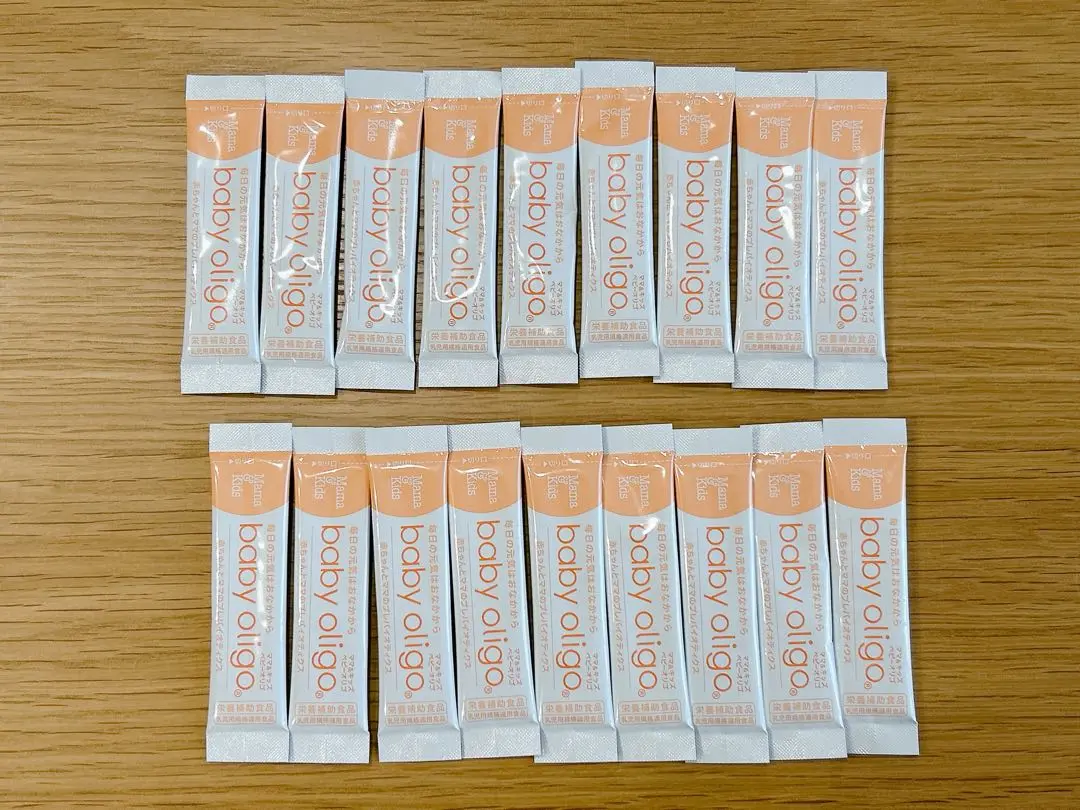 ◀切り口
Mama
&
Kids
毎日の元気はおなかから
baby oligo®
ママ&キッズ
ベビーオリゴ
赤ちゃんとママのプレバイオティクス
栄養補助食品
乳児用規格適用食品